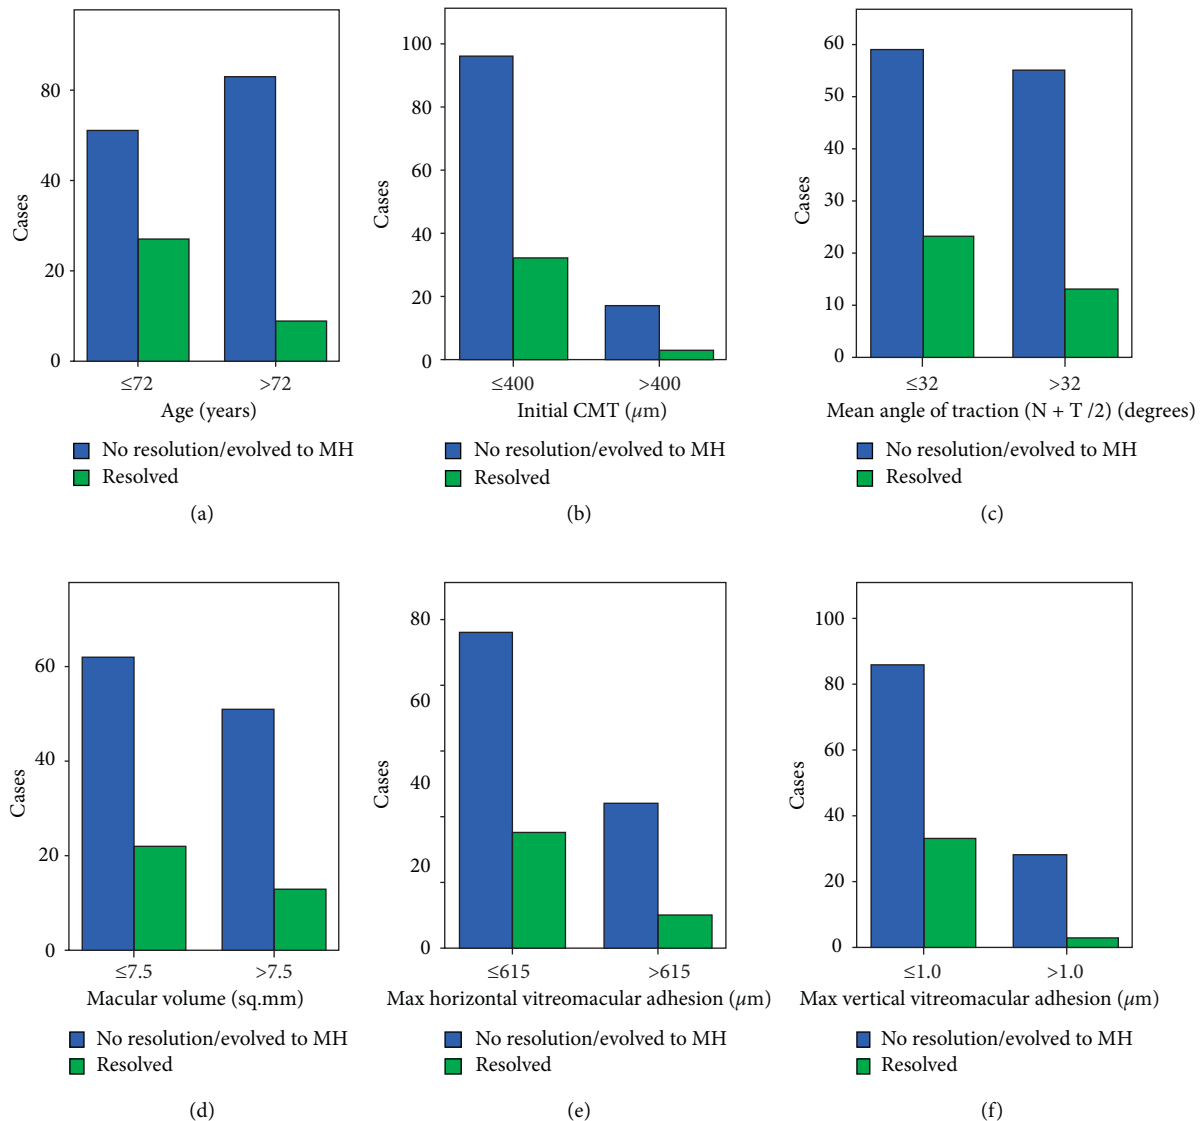 80
40
20
0
Cases
≤72
>72
Age (years)
No resolution/evolved to MH
Resolved
(a)
100
80
60
40
20
0
Cases
≤400
>400
Initial CMT (μm)
No resolution/evolved to MH
Resolved
(b)
60
50
40
30
20
10
0
Cases
≤32
>32
Mean angle of traction (N + T /2) (degrees)
No resolution/evolved to MH
Resolved
(c)
60
40
20
0
Cases
≤7.5
>7.5
Macular volume (sq.mm)
No resolution/evolved to MH
Resolved
(d)
80
60
40
20
0
Cases
≤615
>615
Max horizontal vitreomacular adhesion (μm)
No resolution/evolved to MH
Resolved
(e)
100
80
60
40
20
0
Cases
≤1.0
>1.0
Max vertical vitreomacular adhesion (μm)
No resolution/evolved to MH
Resolved
(f)